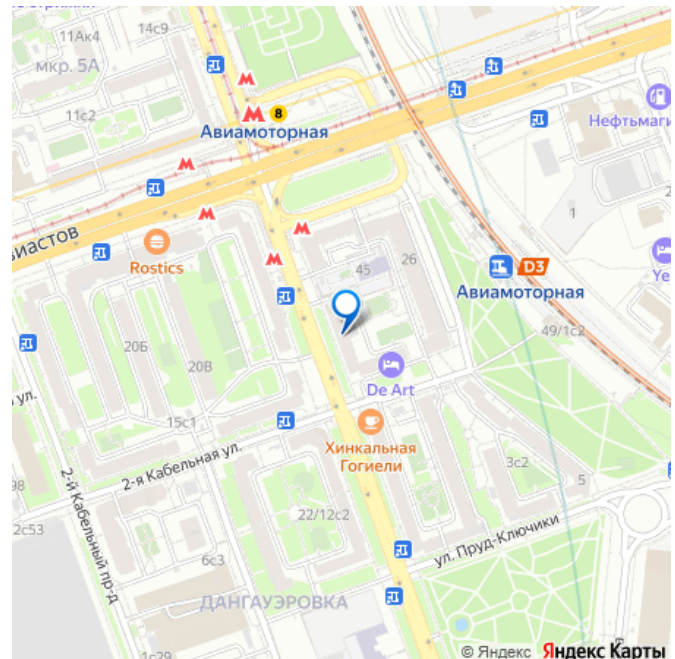 14с9
11Ак4
мкр. 5А
11с2
8
Авиамоторная
Нефтьмаги
1
Rostics
45
26
D3
Авиамоторная
Ye
49/1с2
20Б
20В
De Art
ул.
15с1
Хинкальная
Гогиели
2-я Кабельная ул.
2-й Кабельный пр-д
98
2с53
3с2
5
22/12с2
6с3
ул. Пруд-Ключики
ДАНГАУЭРОВКА
1с29
© Яндекс Яндекс Карты